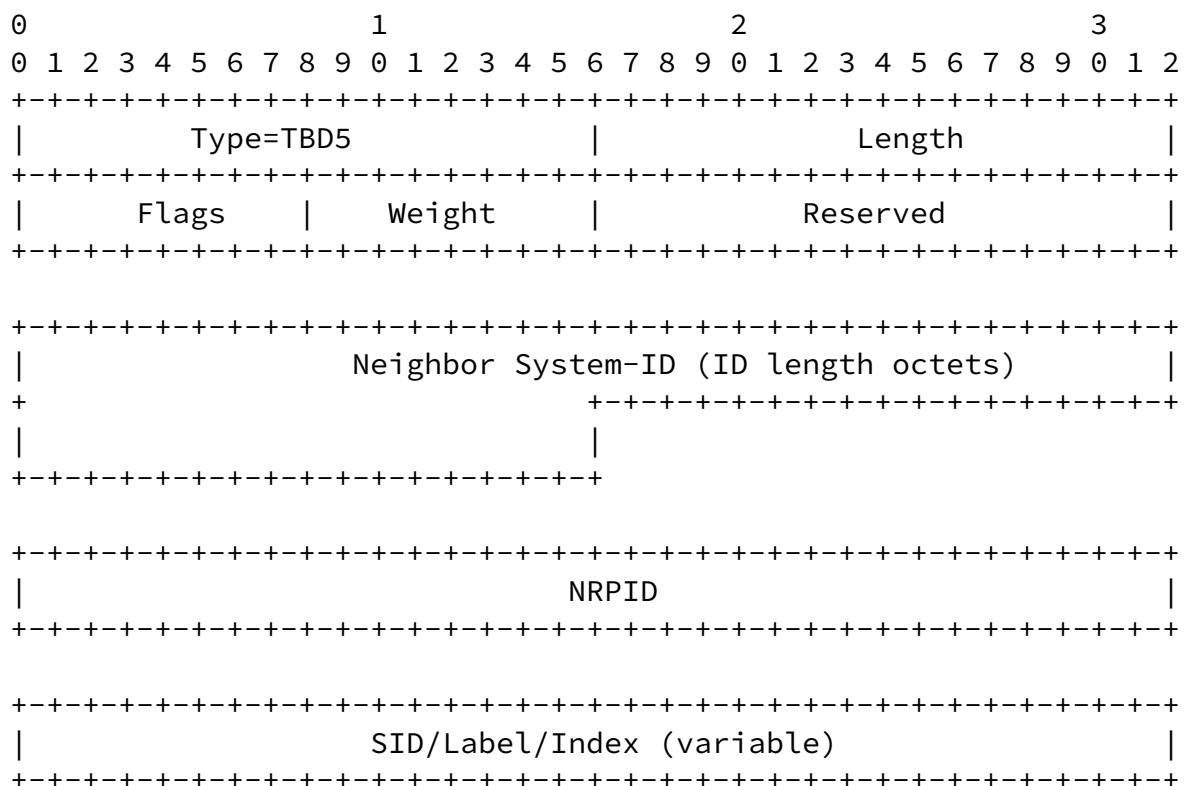 0                   1                   2                   3
0 1 2 3 4 5 6 7 8 9 0 1 2 3 4 5 6 7 8 9 0 1 2 3 4 5 6 7 8 9 0 1 2
+-+-+-+-+-+-+-+-+-+-+-+-+-+-+-+-+-+-+-+-+-+-+-+-+-+-+-+-+-+-+-+-+
|         Type=TBD5             |              Length           |
+-+-+-+-+-+-+-+-+-+-+-+-+-+-+-+-+-+-+-+-+-+-+-+-+-+-+-+-+-+-+-+-+
|      Flags    |    Weight     |           Reserved            |
+-+-+-+-+-+-+-+-+-+-+-+-+-+-+-+-+-+-+-+-+-+-+-+-+-+-+-+-+-+-+-+-+

+-+-+-+-+-+-+-+-+-+-+-+-+-+-+-+-+-+-+-+-+-+-+-+-+-+-+-+-+-+-+-+-+
|                  Neighbor System-ID (ID length octets)        |
+                               +-+-+-+-+-+-+-+-+-+-+-+-+-+-+-+-+
|                               |
+-+-+-+-+-+-+-+-+-+-+-+-+-+-+-+-+

+-+-+-+-+-+-+-+-+-+-+-+-+-+-+-+-+-+-+-+-+-+-+-+-+-+-+-+-+-+-+-+-+
|                              NRPID                            |
+-+-+-+-+-+-+-+-+-+-+-+-+-+-+-+-+-+-+-+-+-+-+-+-+-+-+-+-+-+-+-+-+

+-+-+-+-+-+-+-+-+-+-+-+-+-+-+-+-+-+-+-+-+-+-+-+-+-+-+-+-+-+-+-+-+
|                   SID/Label/Index (variable)                  |
+-+-+-+-+-+-+-+-+-+-+-+-+-+-+-+-+-+-+-+-+-+-+-+-+-+-+-+-+-+-+-+-+